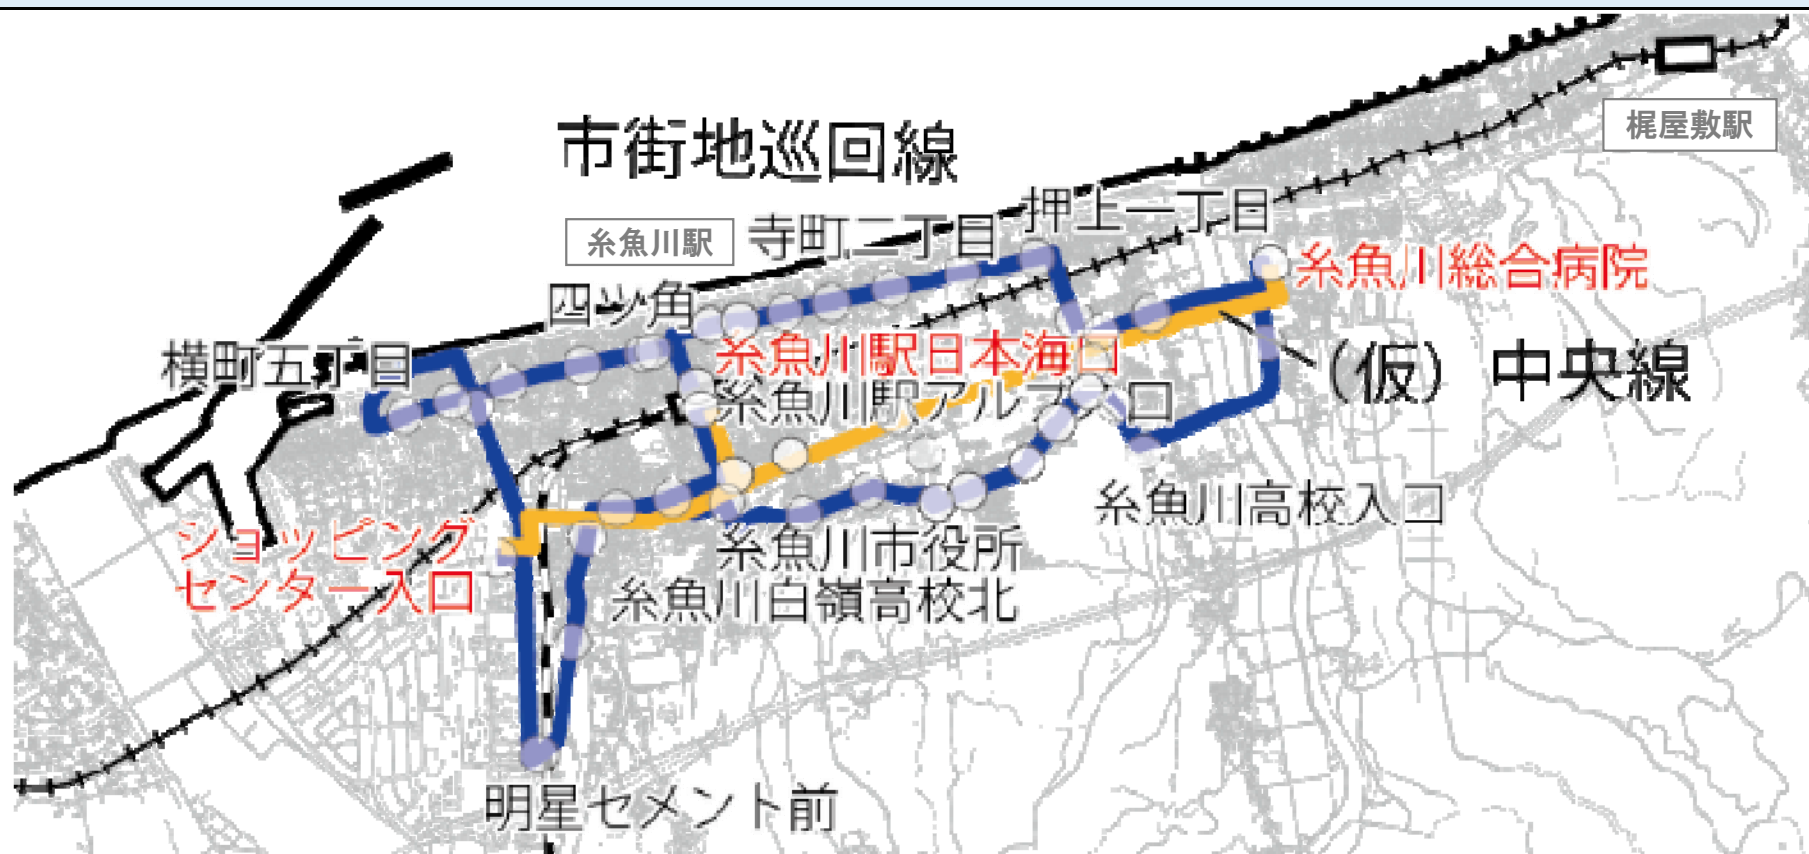 梶屋敷駅
市街地巡回線
糸魚川駅
寺町二丁目
押上一丁目
糸魚川総合病院
四ツ角
横町五丁目
糸魚川駅日本海口
糸魚川駅アルプス口
（仮）中央線
糸魚川高校入口
ショッピング
センター入口
糸魚川市役所
糸魚川白嶺高校北
明星セメント前